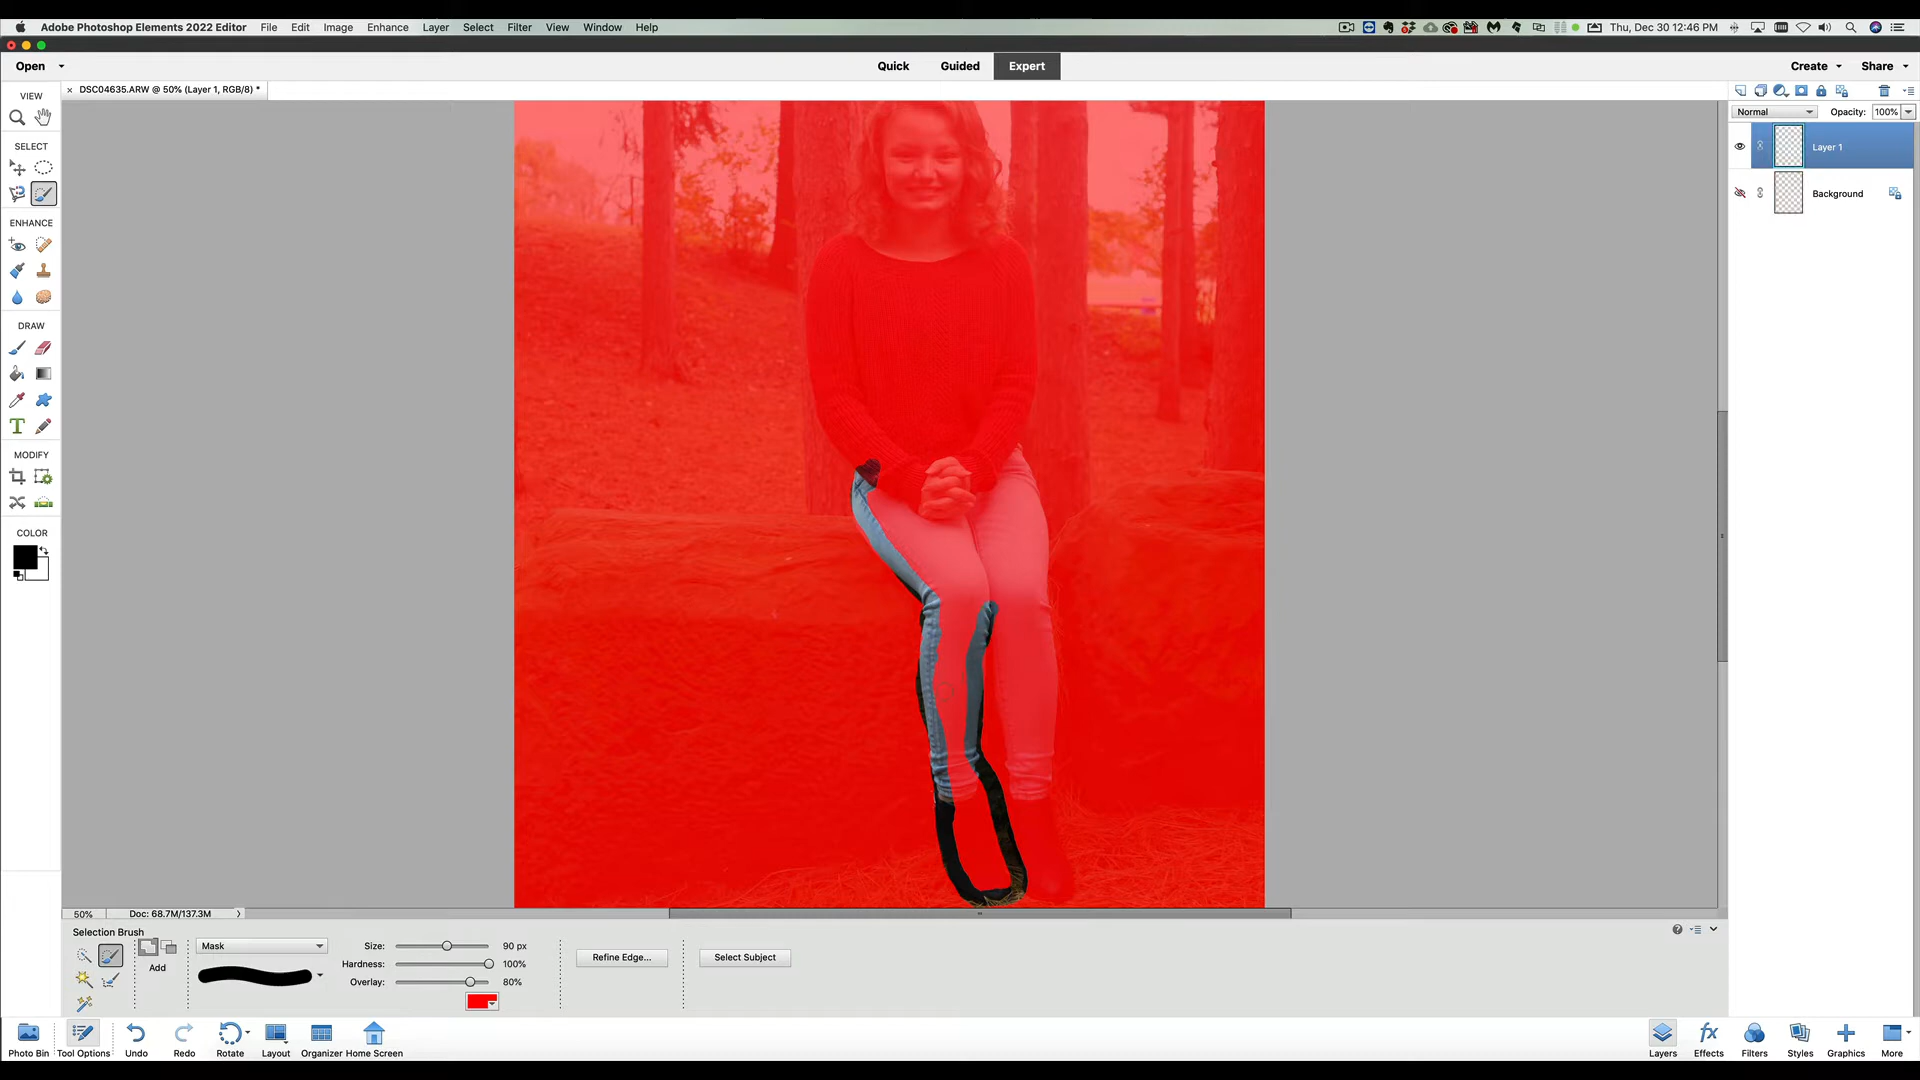 Adobe Photoshop Elements 2022 Editor File Edit Image Enhance Layer Select Filter View Window Help Thu, Dec 30 12:46 PM
Open Quick Guided Expert Create Share
VIEW
× DSC04635.ARW @ 50% (Layer 1, RGB/8) *
Normal Opacity: 100%
SELECT
Layer 1
Background
ENHANCE
DRAW
T
MODIFY
COLOR
50% Doc: 68.7M/137.3M
Selection Brush
Mask Size: 90 px
Add Hardness: 100% Refine Edge... Select Subject
Overlay: 80%
Photo Bin Tool Options Undo Redo Rotate Layout Organizer Home Screen Layers Effects Filters Styles Graphics More